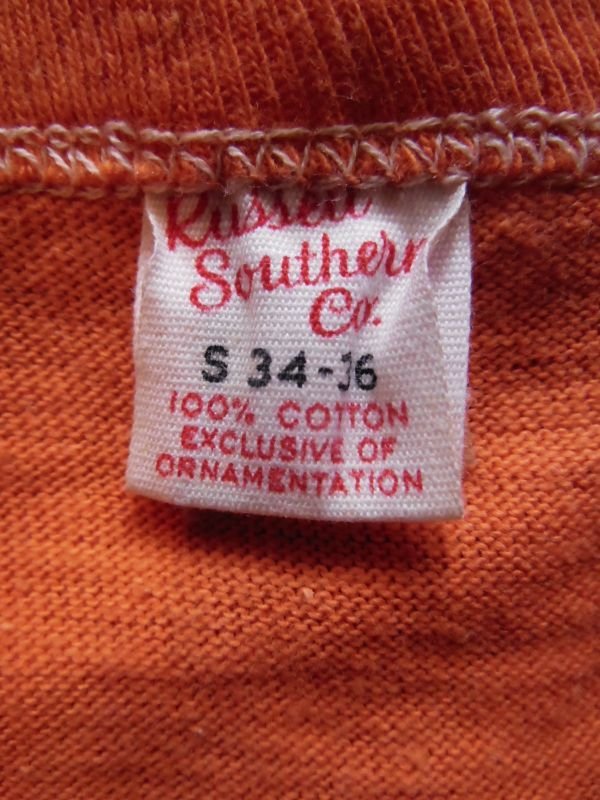 Russell
Southern
Co.
S 34-36
100% COTTON
EXCLUSIVE OF
ORNAMENTATION